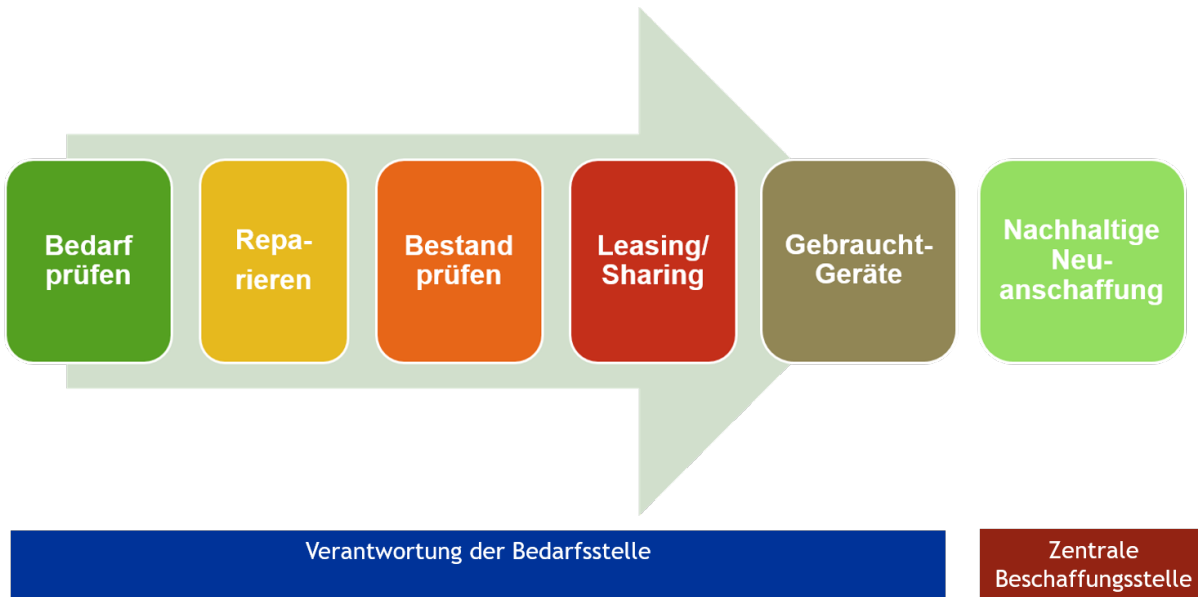 Bedarf
prüfen
Repa-
rieren
Bestand
prüfen
Leasing/
Sharing
Gebraucht-
Geräte
Nachhaltige
Neu-
anschaffung
Verantwortung der Bedarfsstelle
Zentrale
Beschaffungsstelle